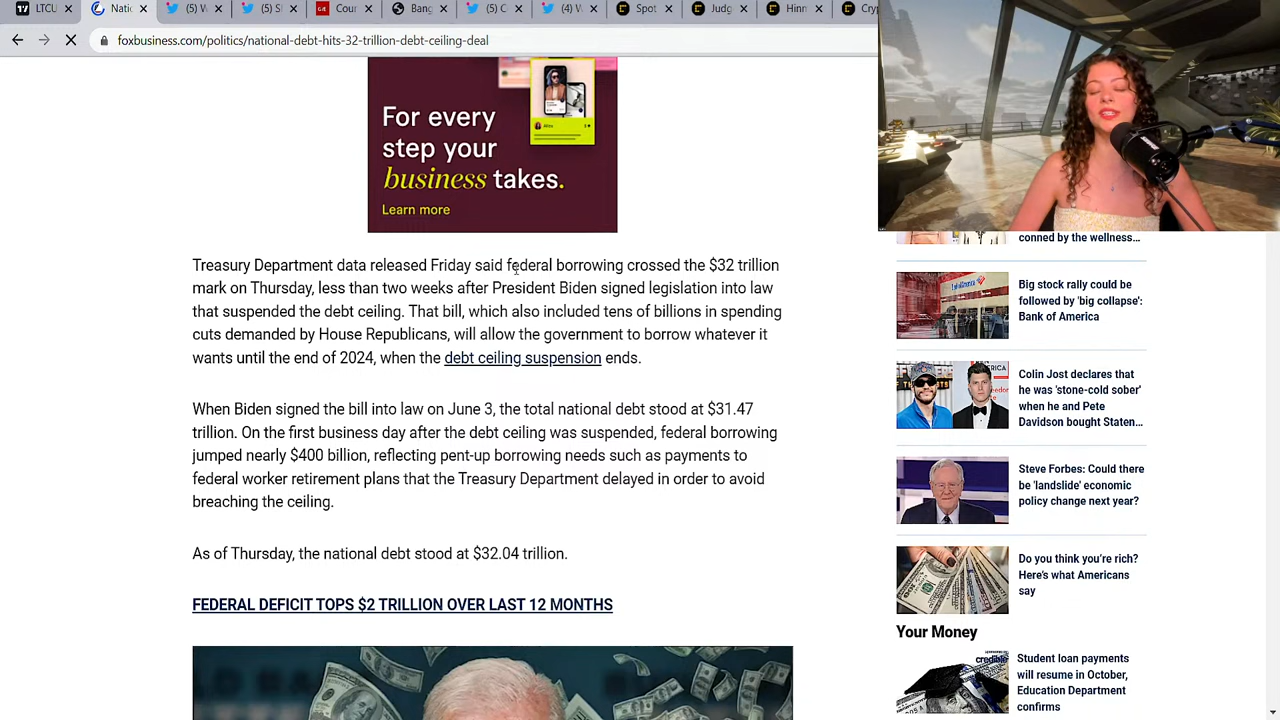 LTCU
Natic
(5) W
(5) S
Coun
Bang
(5) C
(4) V
Spot
Judg
Hinn
Cry
foxbusiness.com/politics/national-debt-hits-32-trillion-debt-ceiling-deal
For every
step your
business takes.
Learn more
Treasury Department data released Friday said federal borrowing crossed the $32 trillion
mark on Thursday, less than two weeks after President Biden signed legislation into law
that suspended the debt ceiling. That bill, which also included tens of billions in spending
cuts demanded by House Republicans, will allow the government to borrow whatever it
wants until the end of 2024, when the debt ceiling suspension ends.
When Biden signed the bill into law on June 3, the total national debt stood at $31.47
trillion. On the first business day after the debt ceiling was suspended, federal borrowing
jumped nearly $400 billion, reflecting pent-up borrowing needs such as payments to
federal worker retirement plans that the Treasury Department delayed in order to avoid
breaching the ceiling.
As of Thursday, the national debt stood at $32.04 trillion.
FEDERAL DEFICIT TOPS $2 TRILLION OVER LAST 12 MONTHS
conned by the wellness…
Big stock rally could be
followed by 'big collapse':
Bank of America
Colin Jost declares that
he was 'stone-cold sober'
when he and Pete
Davidson bought Staten…
Steve Forbes: Could there
be 'landslide' economic
policy change next year?
Do you think you're rich?
Here's what Americans
say
Your Money
credible
Student loan payments
will resume in October,
Education Department
confirms